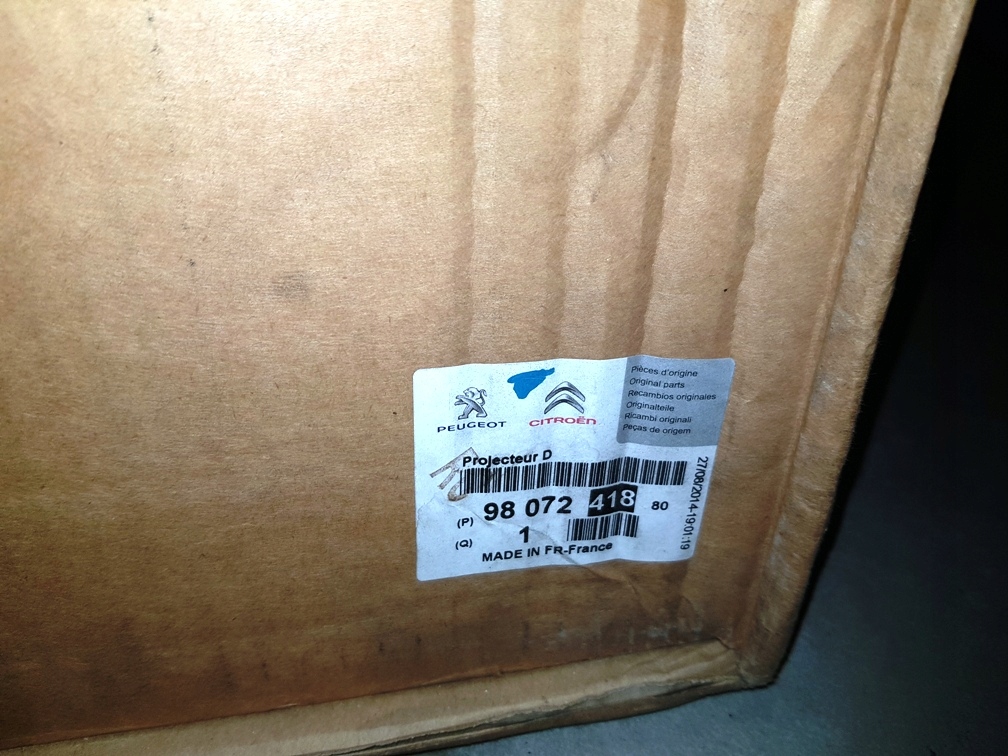 PEUGEOT
CITROËN
Pièces d'origine
Original parts
Recambios originales
Originalteile
Ricambi originali
Peças de origem
Projecteur D
(P) 98 072 418 80
(Q) 1
MADE IN FR-France
27/08/2014-19:01:19